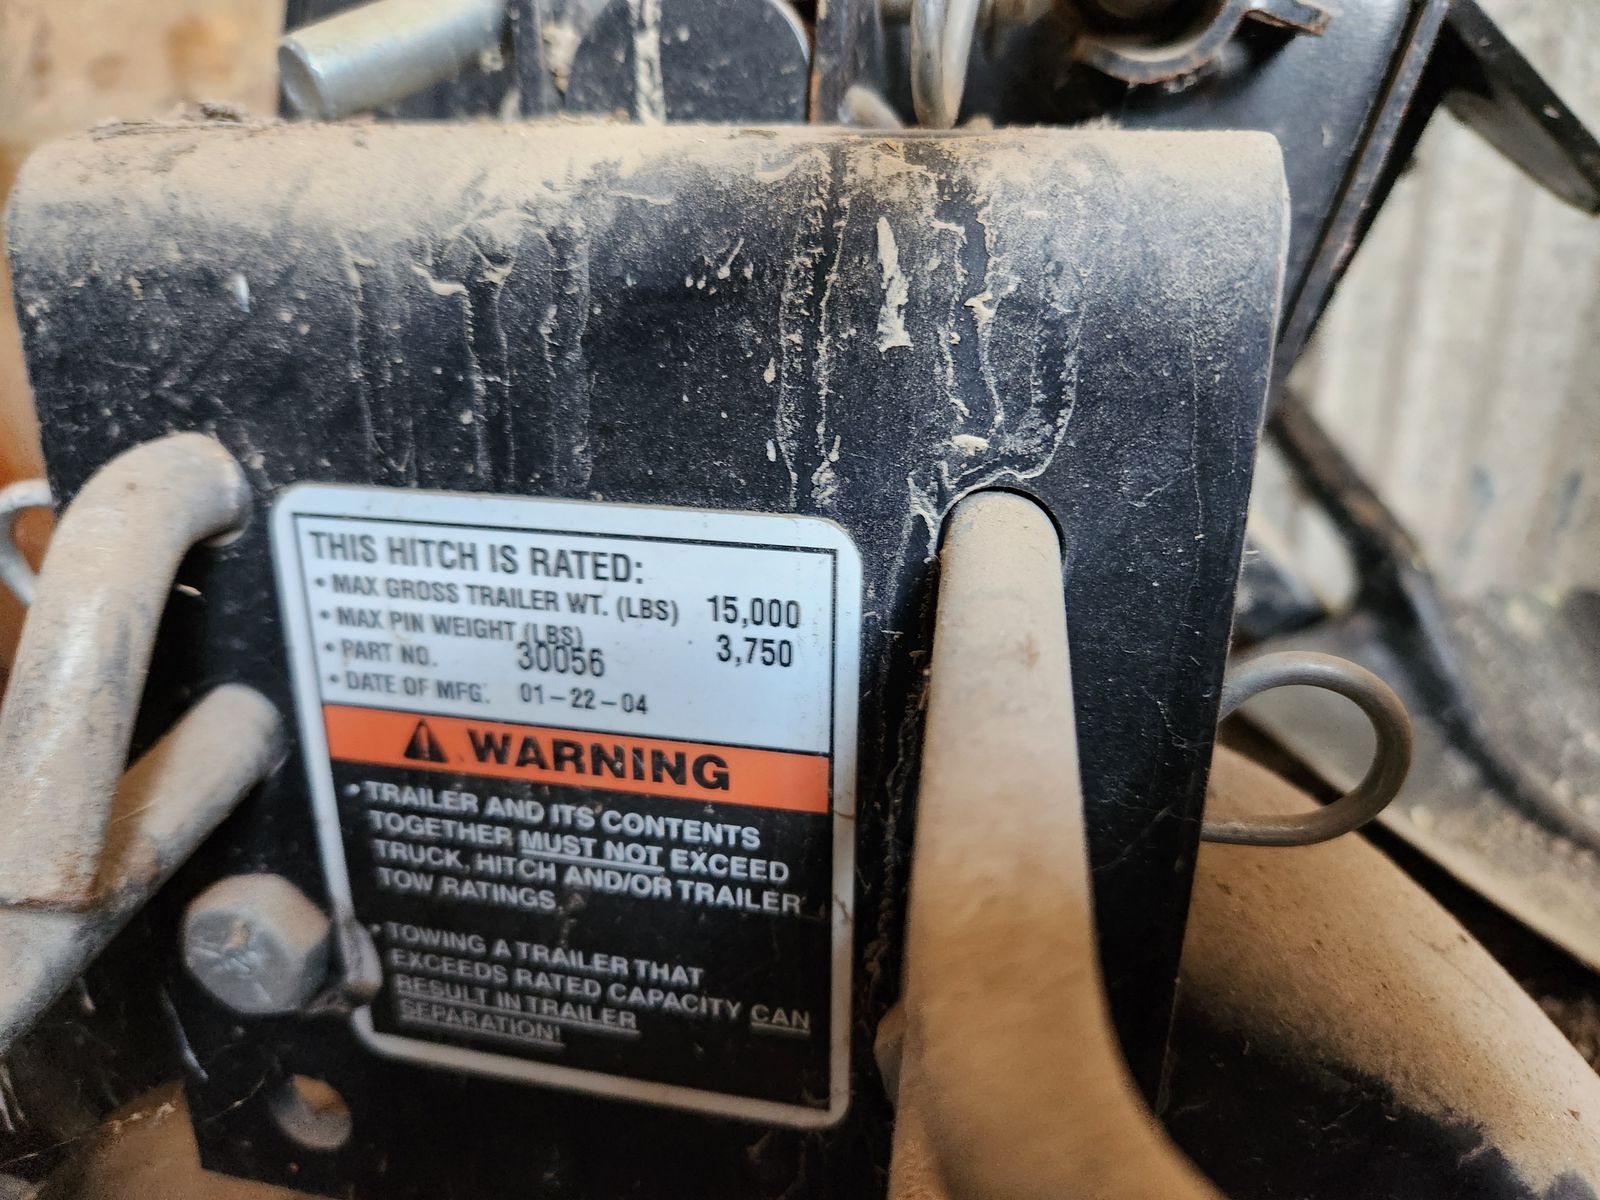 THIS HITCH IS RATED:
• MAX GROSS TRAILER WT. (LBS) 15,000
• MAX PIN WEIGHT (LBS) 3,750
• PART NO. 30056
• DATE OF MFG. 01-22-04
WARNING
• TRAILER AND ITS CONTENTS
TOGETHER MUST NOT EXCEED
TRUCK, HITCH AND/OR TRAILER
TOW RATINGS.
• TOWING A TRAILER THAT
EXCEEDS RATED CAPACITY CAN
RESULT IN TRAILER
SEPARATION!